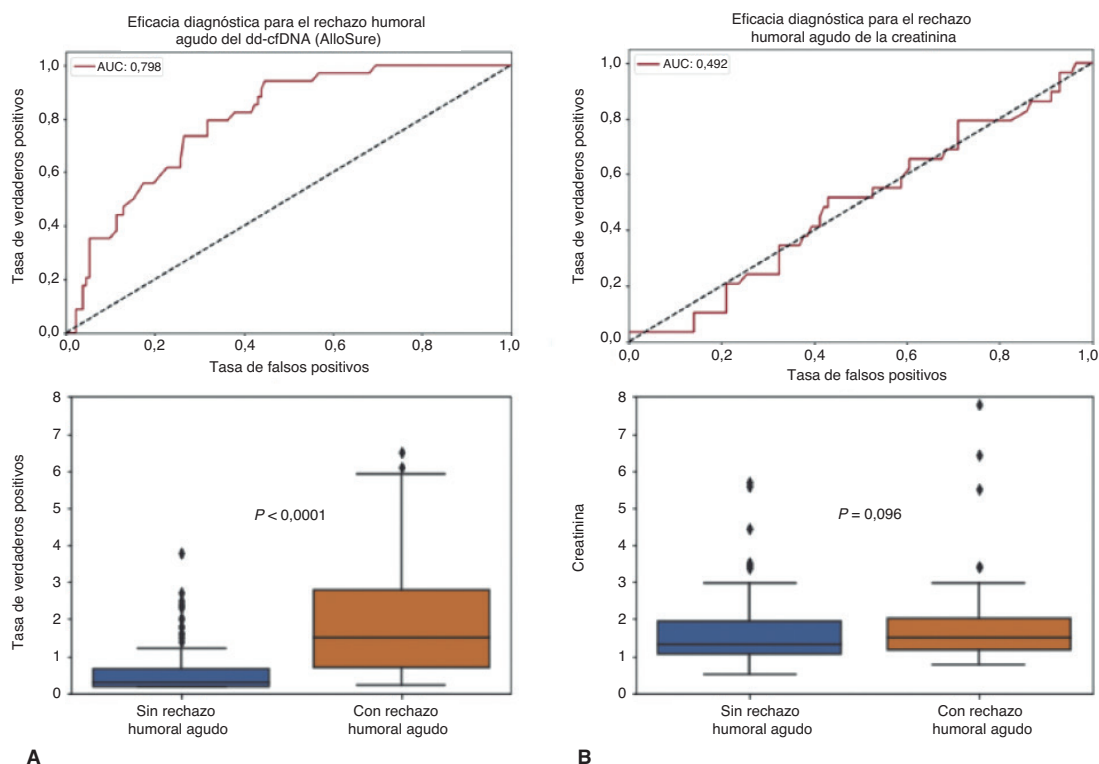 Eficacia diagnóstica para el rechazo humoral
agudo del dd-cfDNA (AlloSure)
AUC: 0,798
Tasa de verdaderos positivos
1,0
0,8
0,6
0,4
0,2
0,0
0,0 0,2 0,4 0,6 0,8 1,0
Tasa de falsos positivos
Eficacia diagnóstica para el rechazo
humoral agudo de la creatinina
AUC: 0,492
Tasa de verdaderos positivos
1,0
0,8
0,6
0,4
0,2
0,0
0,0 0,2 0,4 0,6 0,8 1,0
Tasa de falsos positivos
Tasa de verdaderos positivos
8
7
6
5
4
3
2
1
0
P < 0,0001
Sin rechazo
humoral agudo
Con rechazo
humoral agudo
A
Creatinina
8
7
6
5
4
3
2
1
0
P = 0,096
Sin rechazo
humoral agudo
Con rechazo
humoral agudo
B